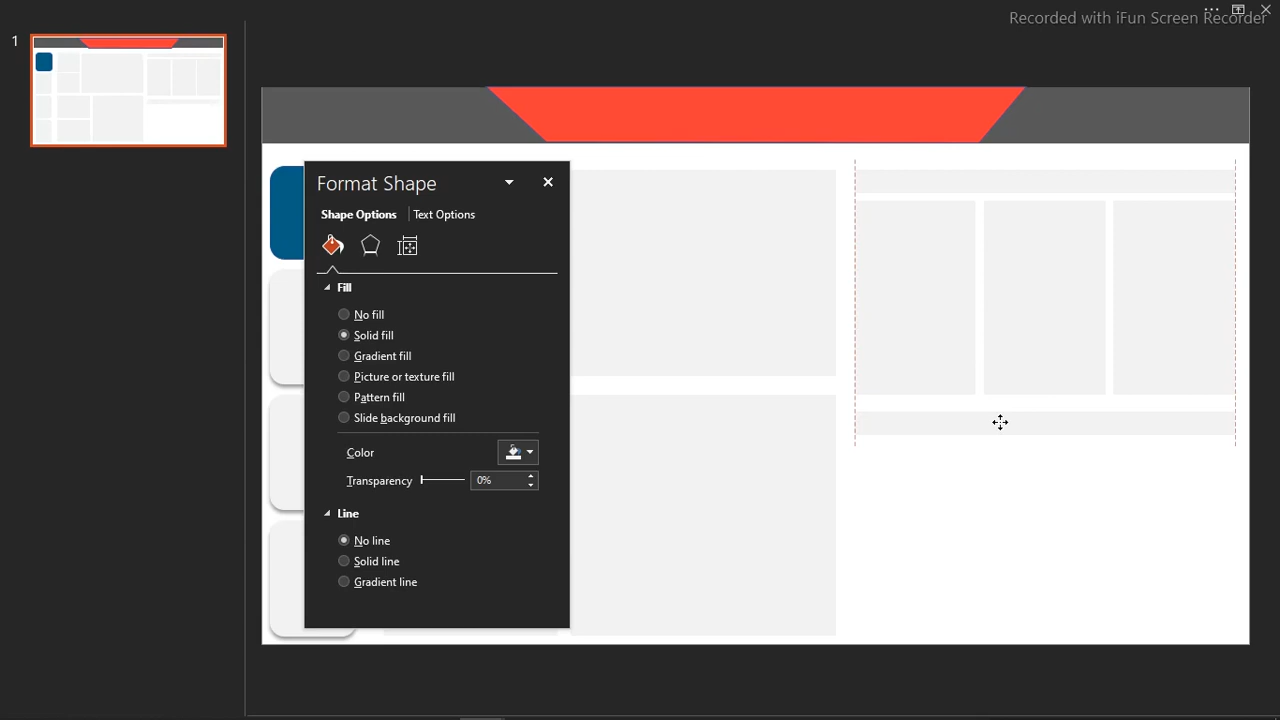 Recorded with iFun Screen Recorder
1
Format Shape
Shape Options
Text Options
Fill
No fill
Solid fill
Gradient fill
Picture or texture fill
Pattern fill
Slide background fill
Color
Transparency 0%
Line
No line
Solid line
Gradient line